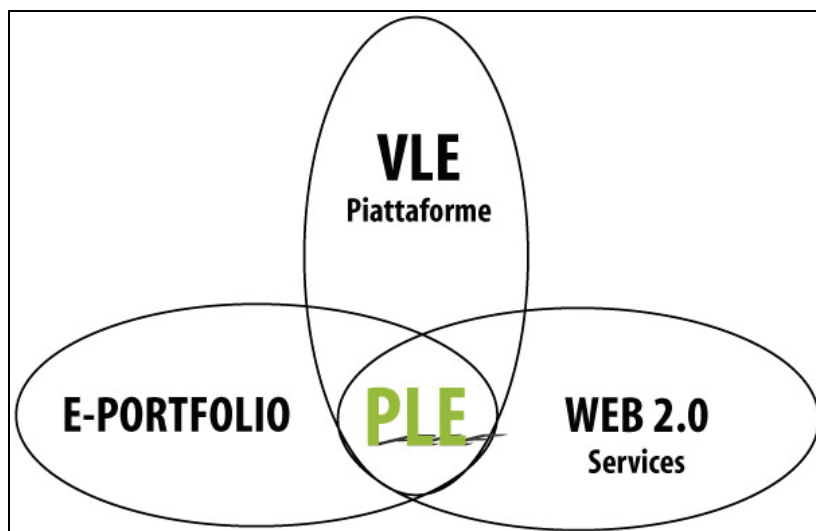 VLE
Piattaforme
E-PORTFOLIO
PLE
WEB 2.0
Services